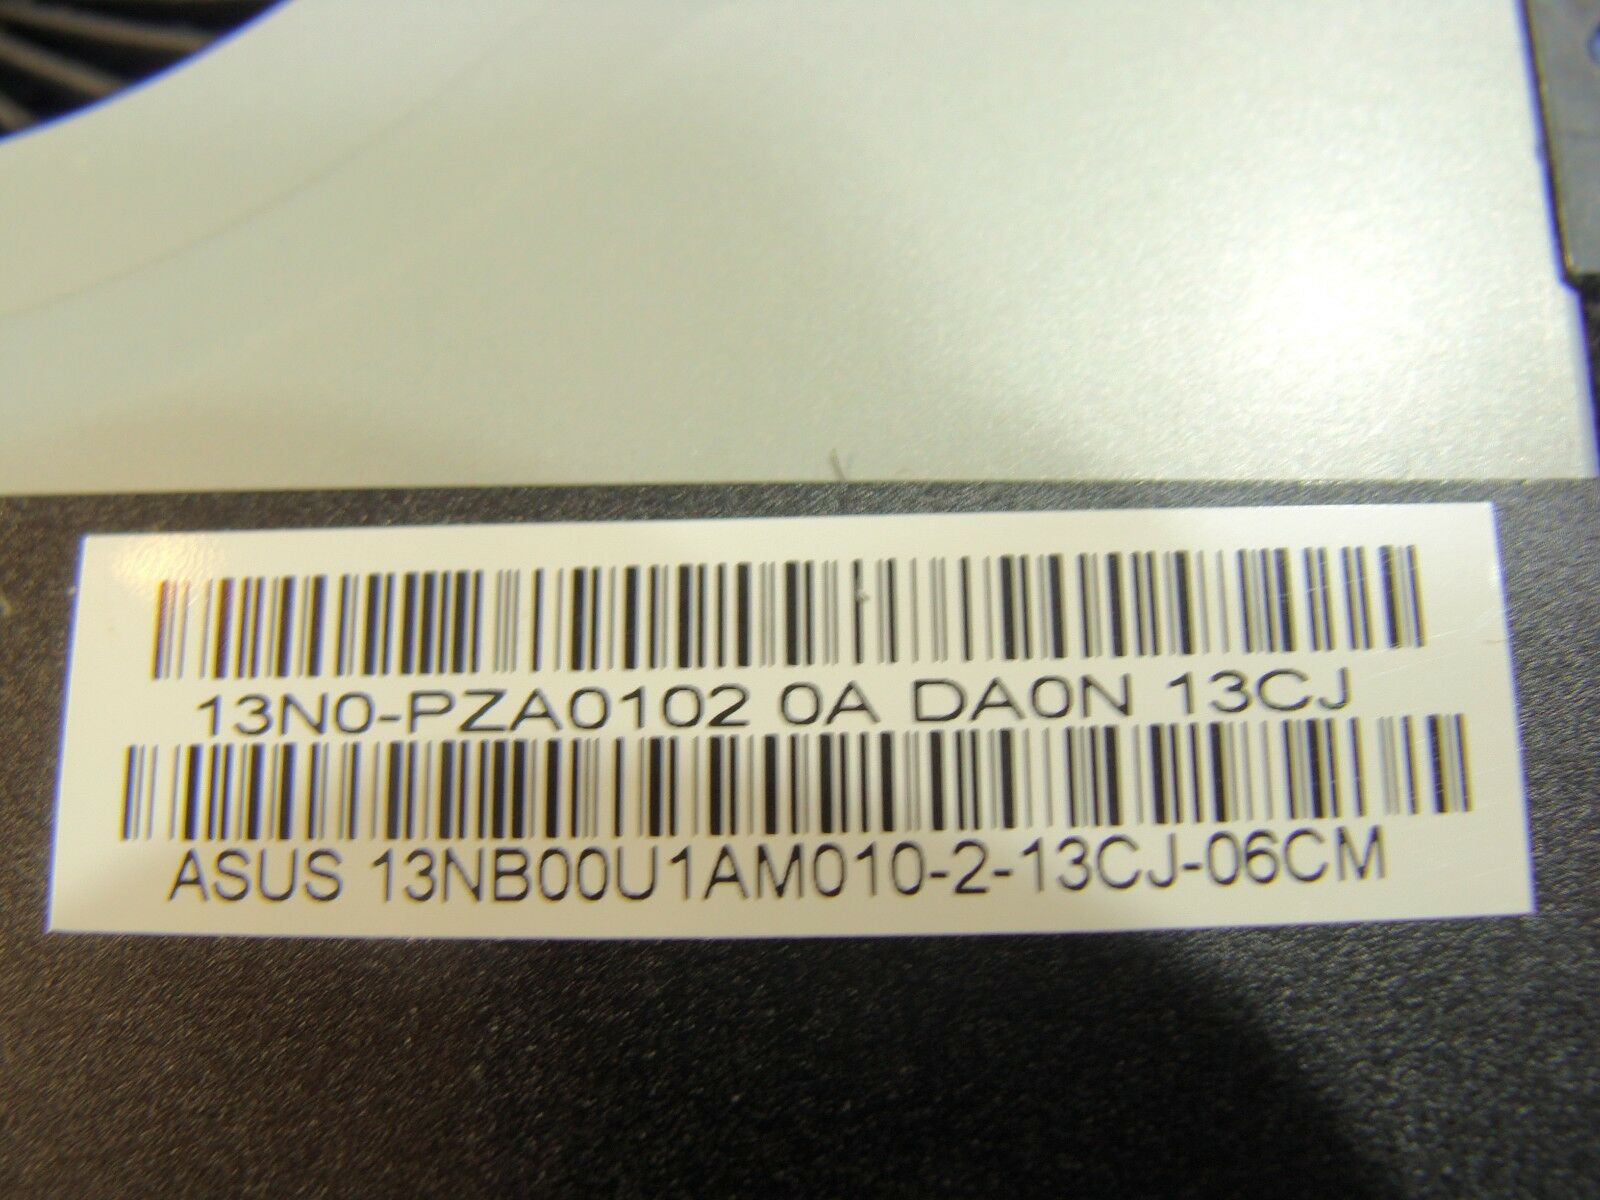 13N0-PZA0102 0A DA0N 13CJ
ASUS 13NB00U1AM010-2-13CJ-06CM